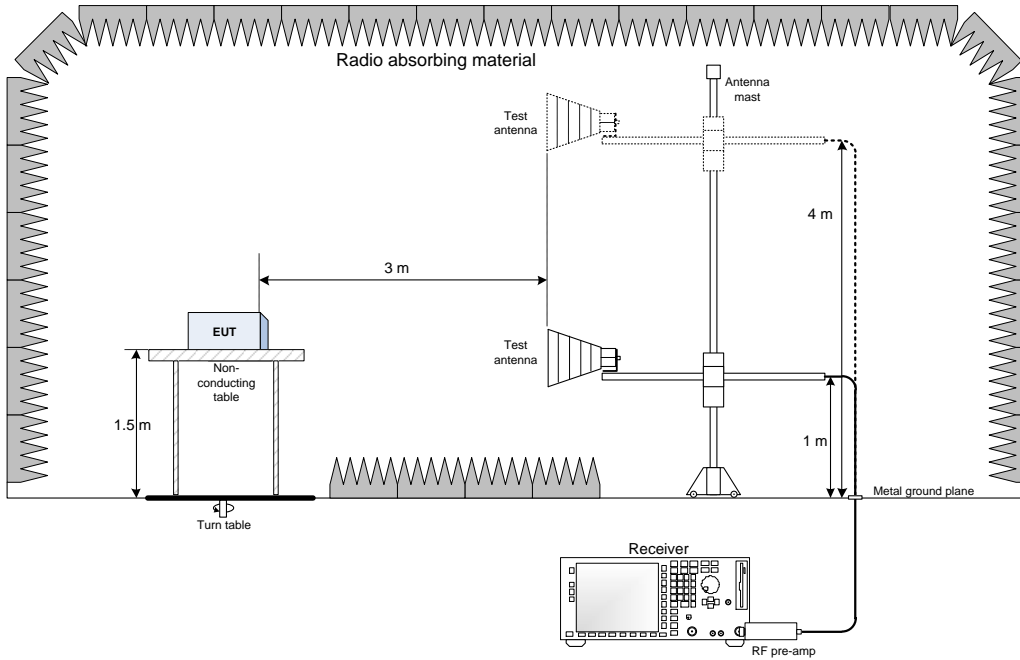 Radio absorbing material
Antenna
mast
Test
antenna
4 m
3 m
EUT
Test
antenna
Non-
conducting
table
1.5 m
1 m
Metal ground plane
Turn table
Receiver
RF pre-amp